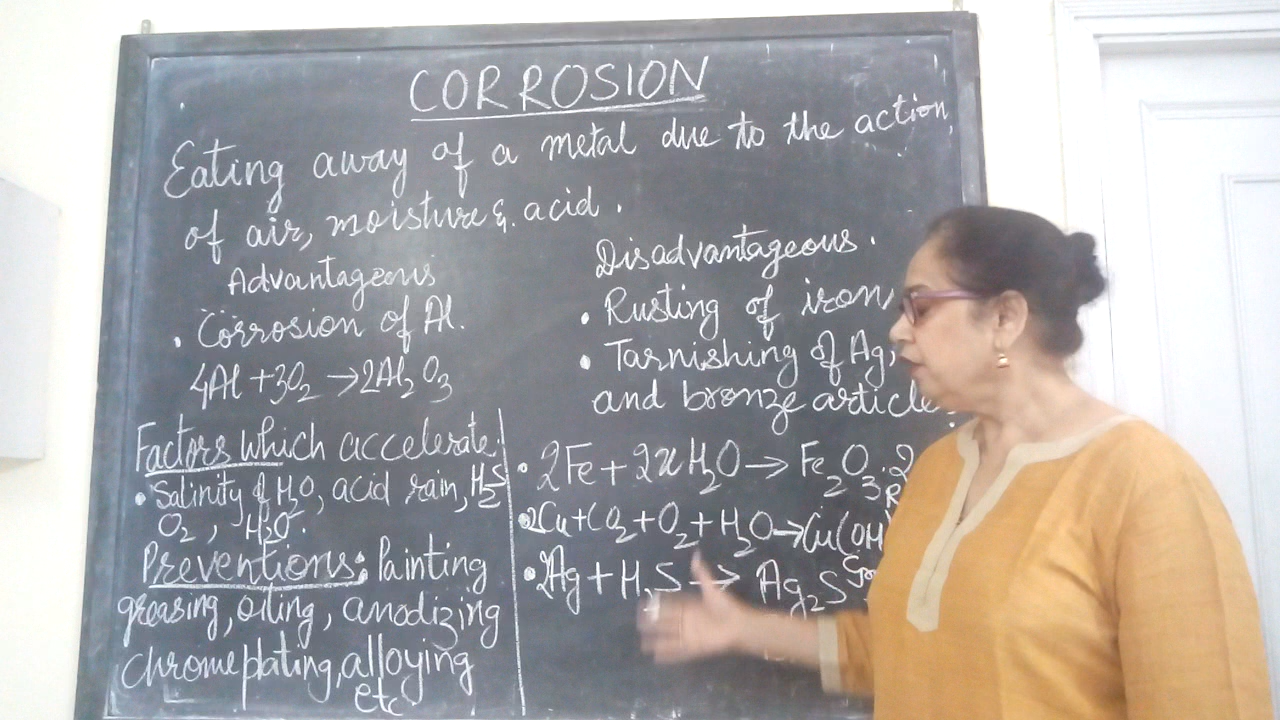 CORROSION
Eating away of a metal due to the action,
of air, moisture & acid.
Advantageous
• Corrosion of Al.
4Al + 3O₂ → 2Al₂O₃
Factors which accelerate:
• Salinity of H₂O, acid rain, H₂S
O₂, H₂O.
Preventions: Painting
greasing, oiling, anodizing
chromeplating, alloying
etc
Disadvantageous.
• Rusting of iron
• Tarnishing of Ag,
and bronze article
• 2Fe + 2xH₂O → Fe₂O₃.2
• 2Cu + CO₂ + O₂ + H₂O → Cu(OH)
• 2Ag + H₂S → Ag₂S